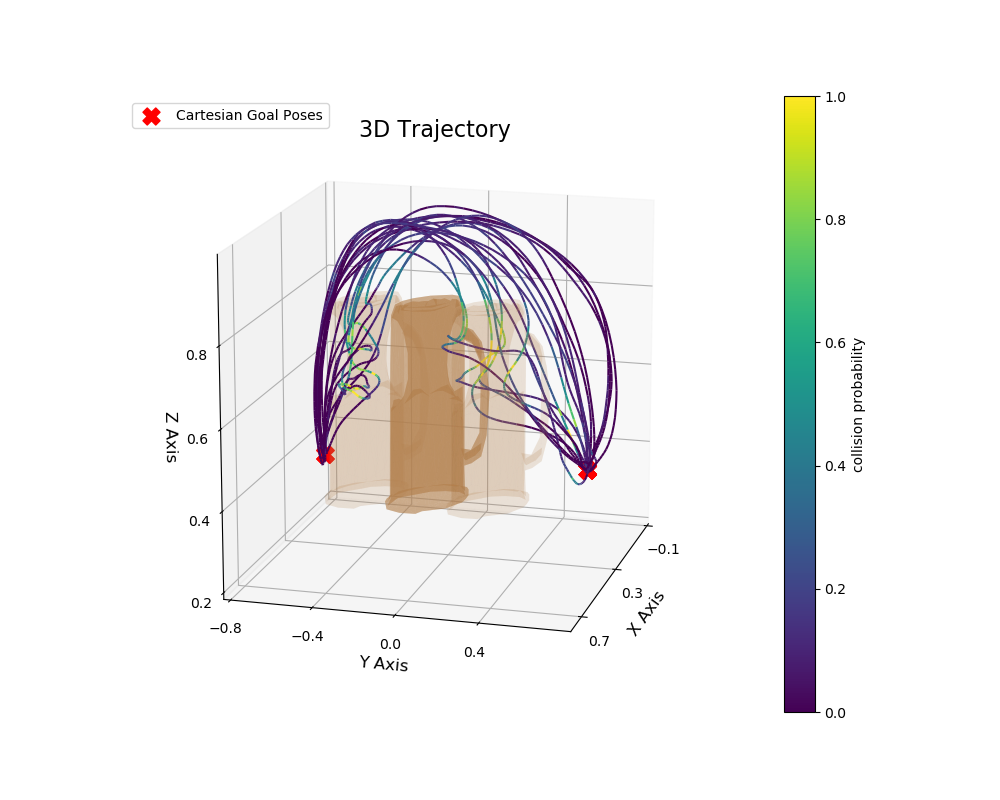 Cartesian Goal Poses
3D Trajectory
1.0
0.8
0.6
0.4
0.2
0.0
collision probability
0.8
0.6
0.4
0.2
Z Axis
−0.8
−0.4
0.0
0.4
Y Axis
−0.1
0.3
0.7
X Axis